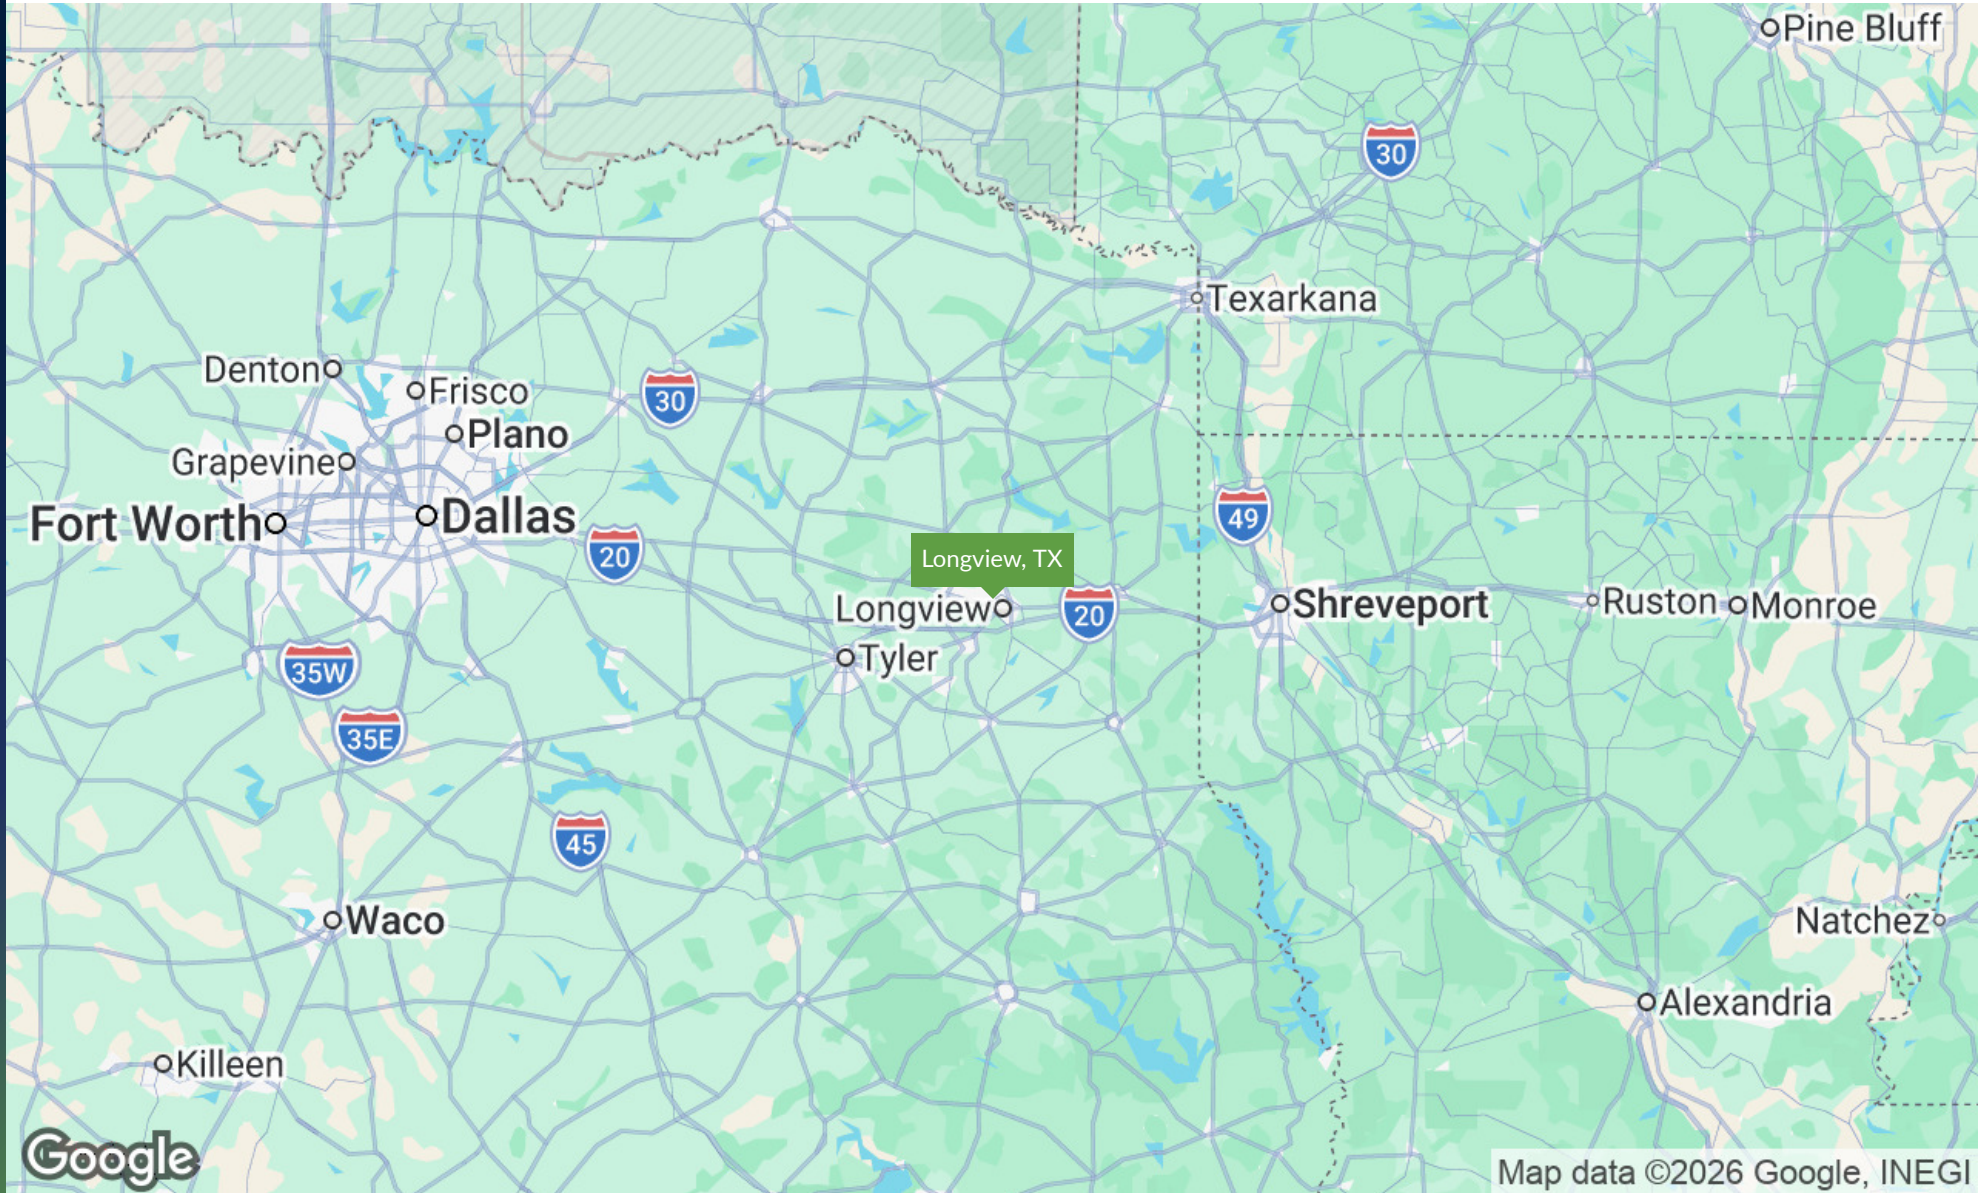 Pine Bluff
30
Texarkana
Denton
Frisco
30
Plano
Grapevine
Fort Worth
Dallas
49
20
Longview, TX
Longview
20
Shreveport
Ruston
Monroe
Tyler
35W
35E
45
Waco
Natchez
Alexandria
Killeen
Google
Map data ©2026 Google, INEGI